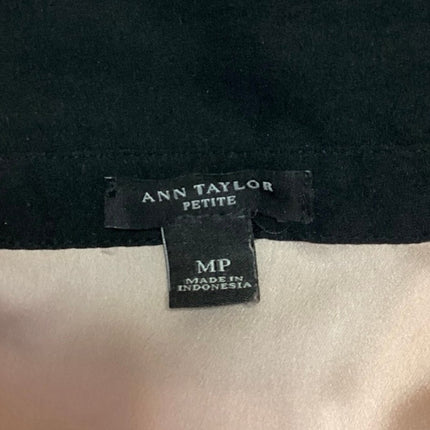 ANN TAYLOR
PETITE
MP
MADE IN
INDONESIA